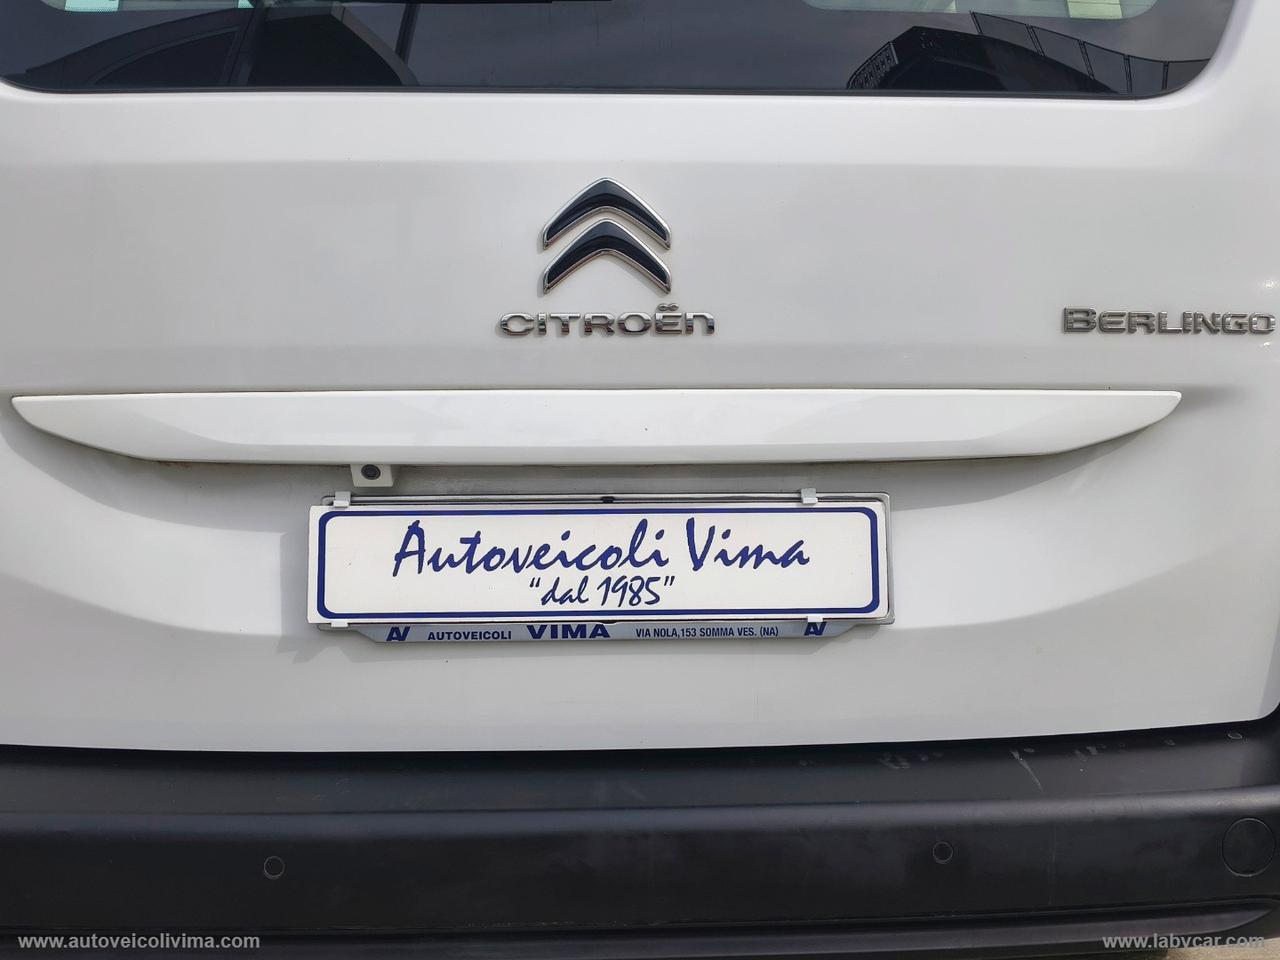 CITROËN
BERLINGO
Autoveicoli Vima
"dal 1985"
AV AUTOVEICOLI VIMA VIA NOLA,153 SOMMA VES. (NA) AV
www.autoveicolivima.com
www.labycar.com